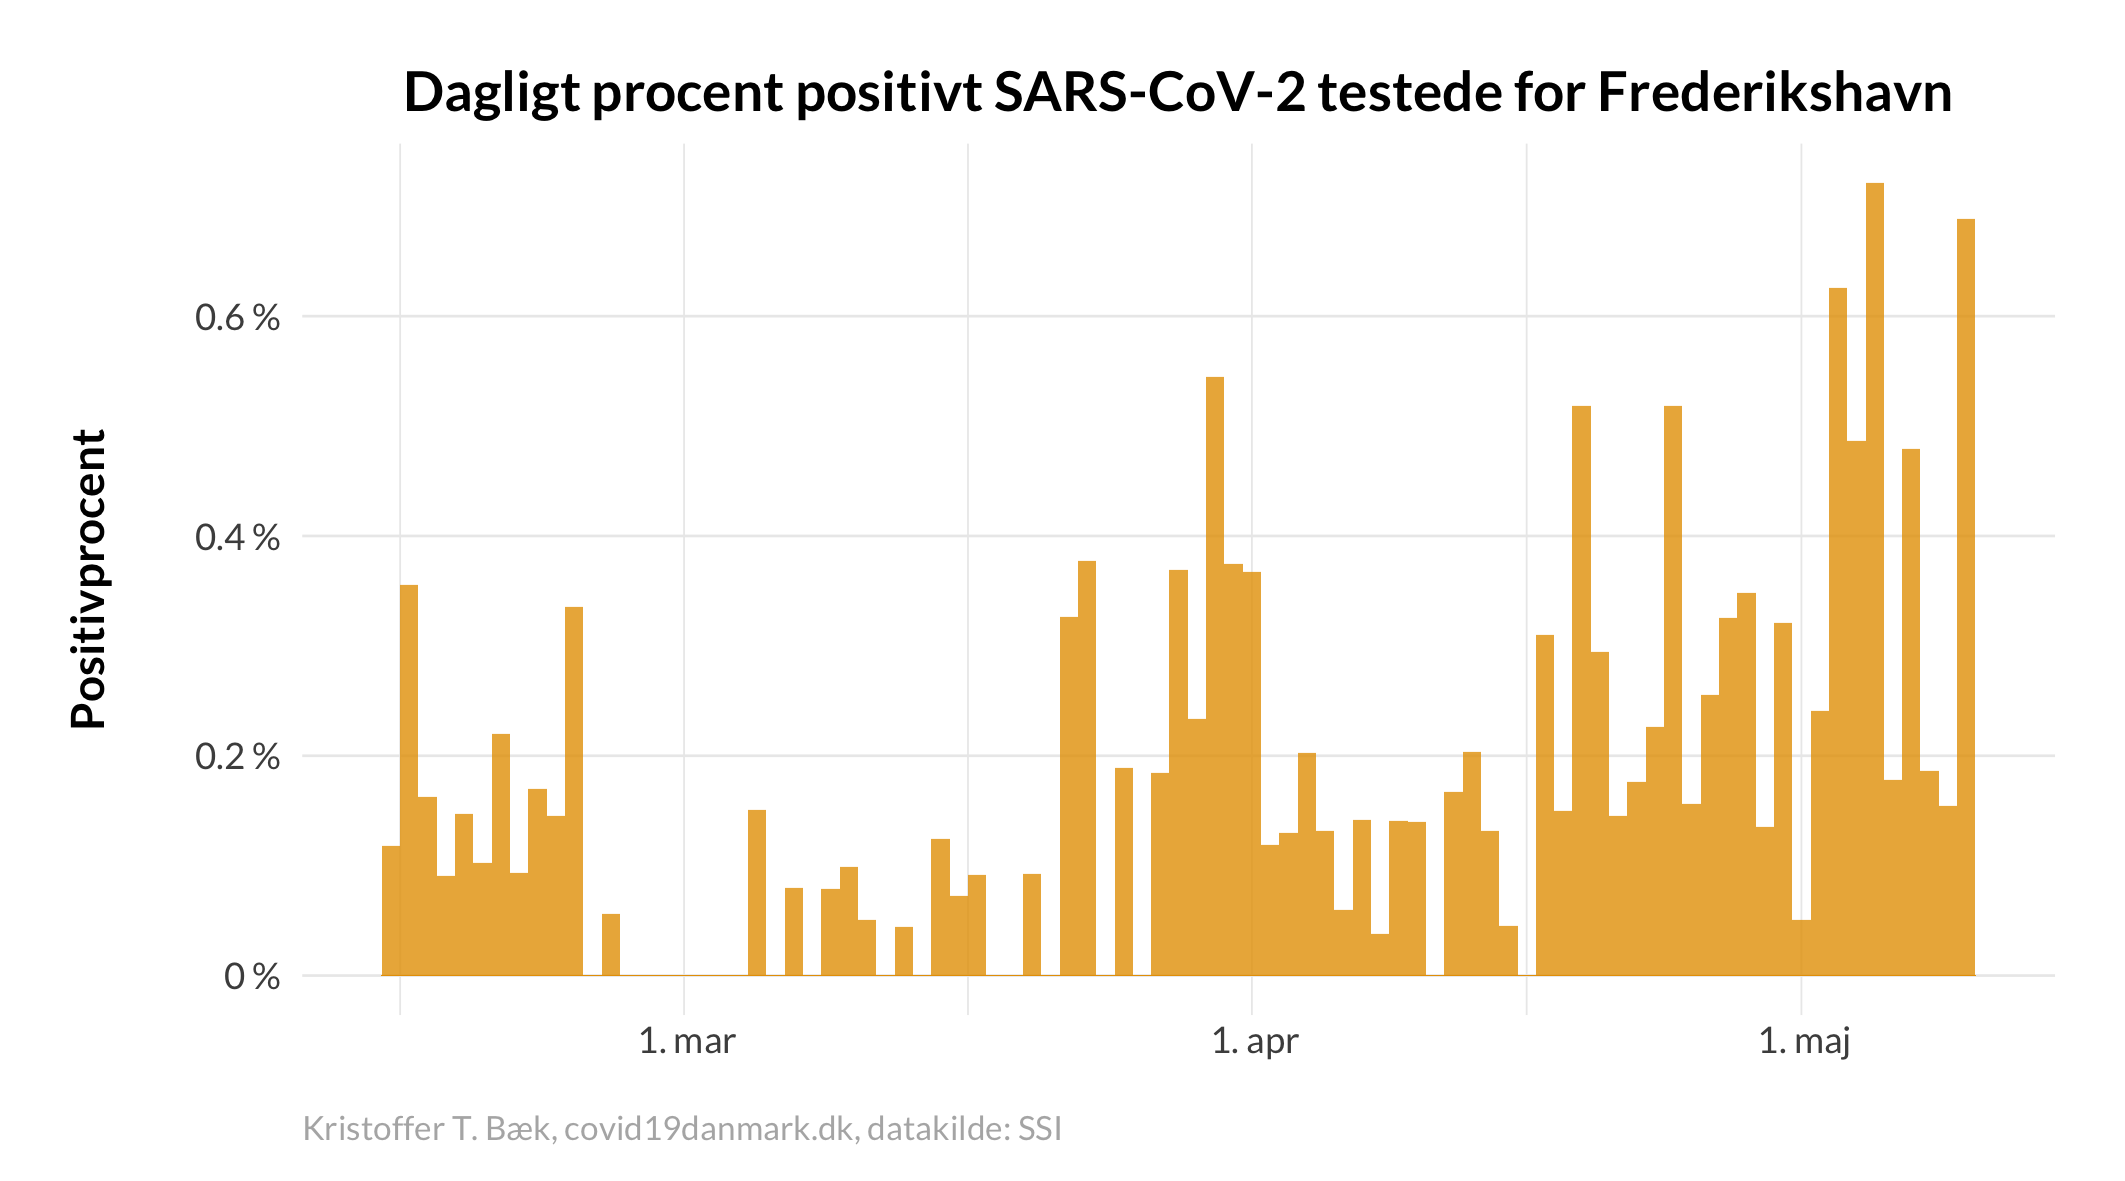 Dagligt procent positivt SARS-CoV-2 testede for Frederikshavn
Positivprocent
0.6 %
0.4 %
0.2 %
0 %
1. mar
1. apr
1. maj
Kristoffer T. Bæk, covid19danmark.dk, datakilde: SSI